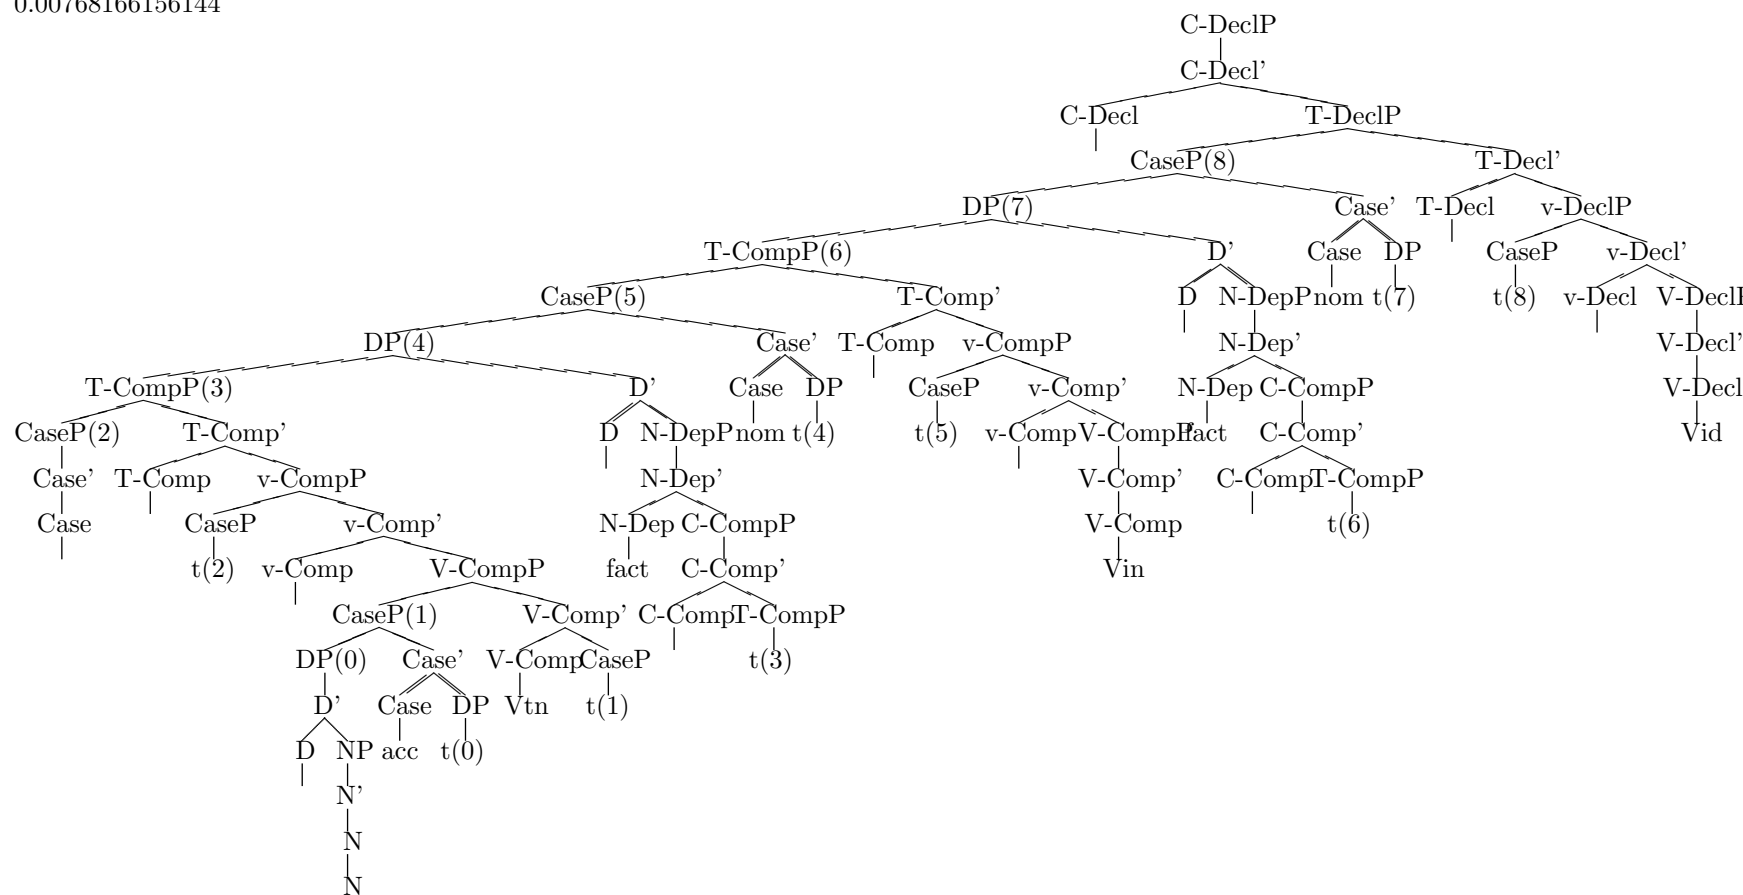 0.00768166156144
C-DeclP
C-Decl'
C-Decl T-DeclP
CaseP(8) T-Decl'
DP(7) Case' T-Decl v-DeclP
T-CompP(6) D' Case DP CaseP v-Decl'
CaseP(5) T-Comp' D N-DepP nom t(7) t(8) v-Decl V-DeclP
DP(4) Case' T-Comp v-CompP N-Dep' V-Decl'
T-CompP(3) D' Case DP CaseP v-Comp' N-Dep C-CompP V-Decl
CaseP(2) T-Comp' D N-DepP nom t(4) t(5) v-Comp V-CompP fact C-Comp' Vid
Case' T-Comp v-CompP N-Dep' V-Comp' C-Comp T-CompP
Case CaseP v-Comp' N-Dep C-CompP V-Comp t(6)
t(2) v-Comp V-CompP fact C-Comp' Vin
CaseP(1) V-Comp' C-Comp T-CompP
DP(0) Case' V-Comp CaseP t(3)
D' Case DP Vtn t(1)
D NP acc t(0)
N'
N
N